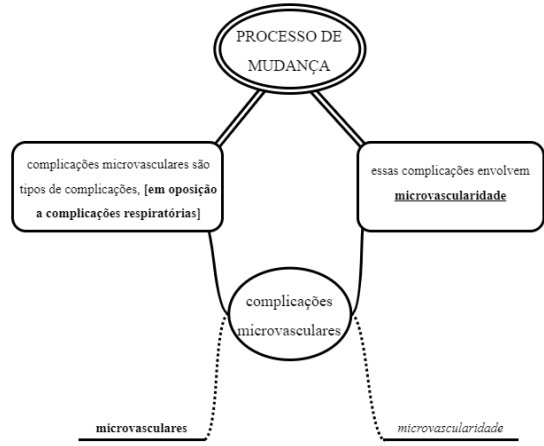 PROCESSO DE
MUDANÇA
complicações microvasculares são
tipos de complicações, [em oposição
a complicações respiratórias]
essas complicações envolvem
microvascularidade
complicações
microvasculares
microvasculares
microvascularidade